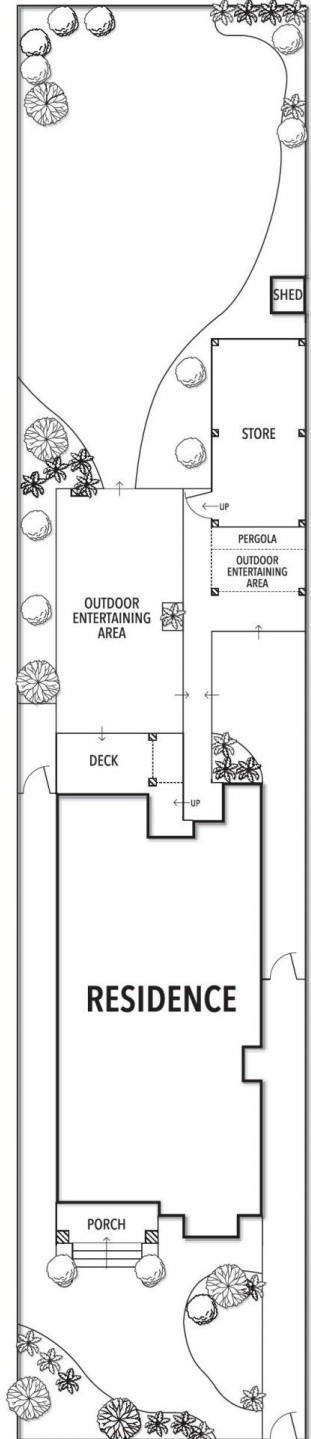 SHED
STORE
UP
PERGOLA
OUTDOOR
ENTERTAINING
AREA
OUTDOOR
ENTERTAINING
AREA
DECK
UP
RESIDENCE
PORCH